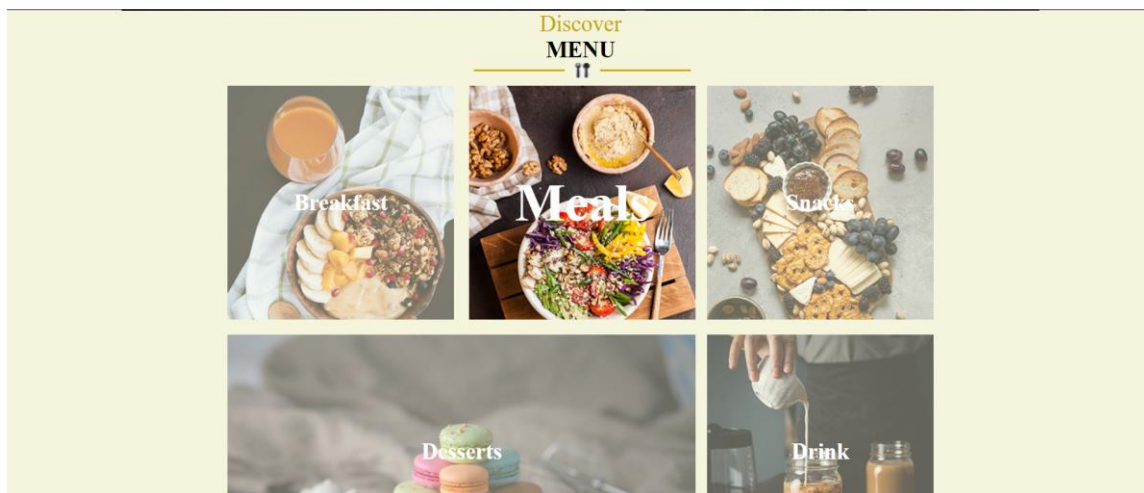 Discover
MENU
Breakfast
Meals
Snacks
Desserts
Drink